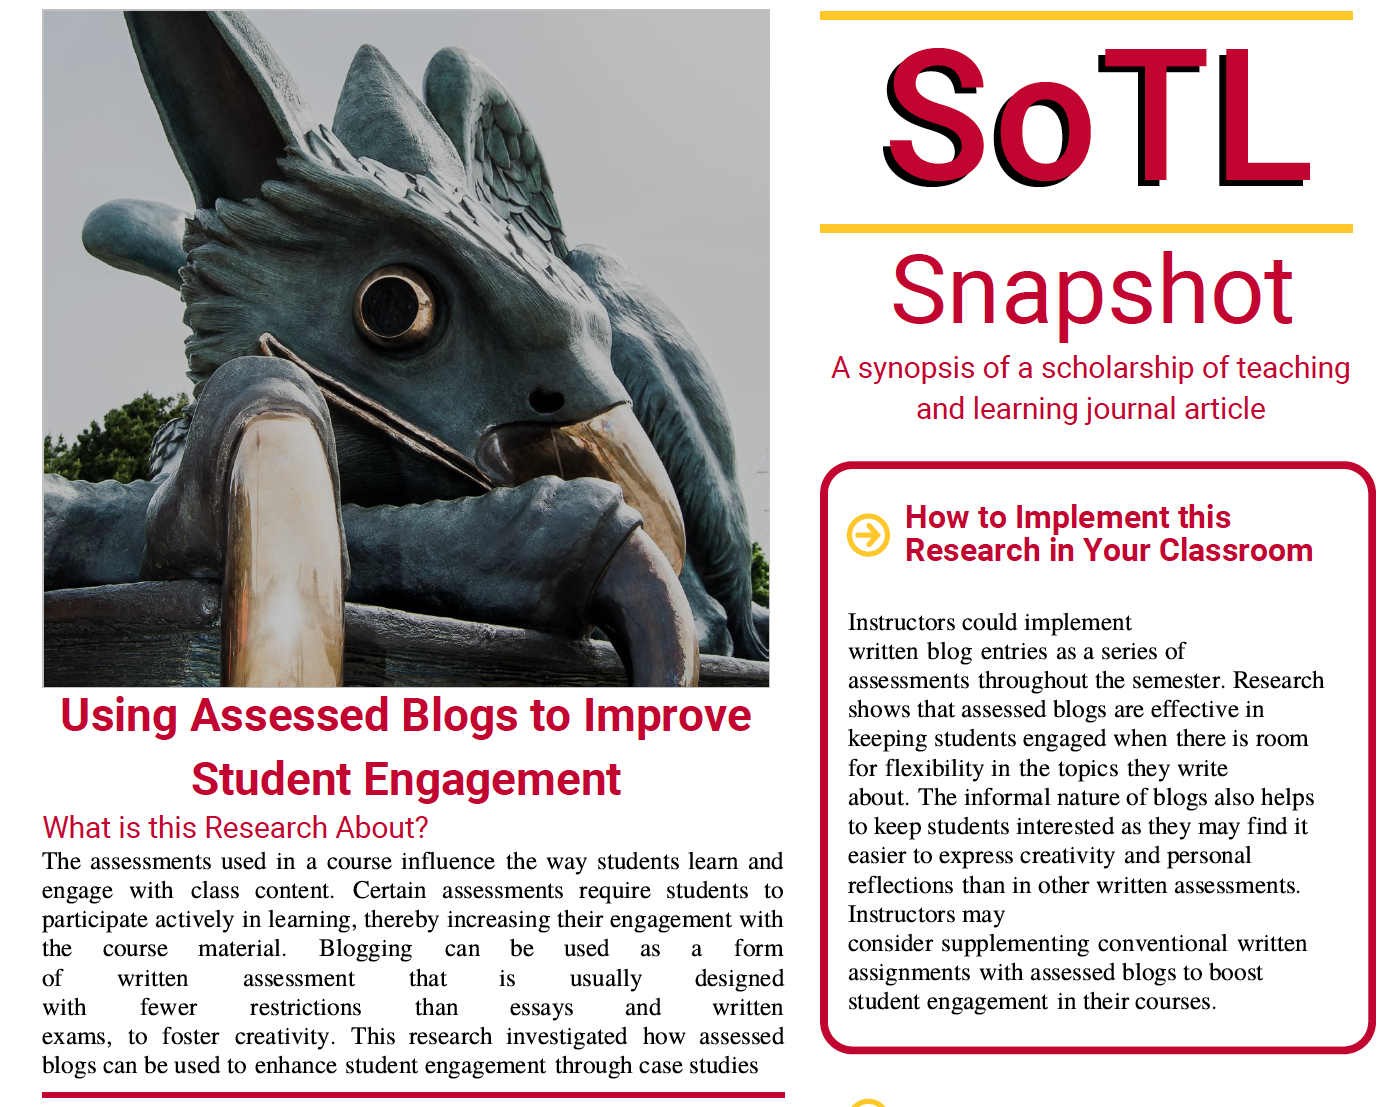 Using Assessed Blogs to Improve
Student Engagement
What is this Research About?
The assessments used in a course influence the way students learn and
engage with class content. Certain assessments require students to
participate actively in learning, thereby increasing their engagement with
the course material. Blogging can be used as a form
of written assessment that is usually designed
with fewer restrictions than essays and written
exams, to foster creativity. This research investigated how assessed
blogs can be used to enhance student engagement through case studies
SoTL
Snapshot
A synopsis of a scholarship of teaching
and learning journal article
How to Implement this
Research in Your Classroom
Instructors could implement
written blog entries as a series of
assessments throughout the semester. Research
shows that assessed blogs are effective in
keeping students engaged when there is room
for flexibility in the topics they write
about. The informal nature of blogs also helps
to keep students interested as they may find it
easier to express creativity and personal
reflections than in other written assessments.
Instructors may
consider supplementing conventional written
assignments with assessed blogs to boost
student engagement in their courses.